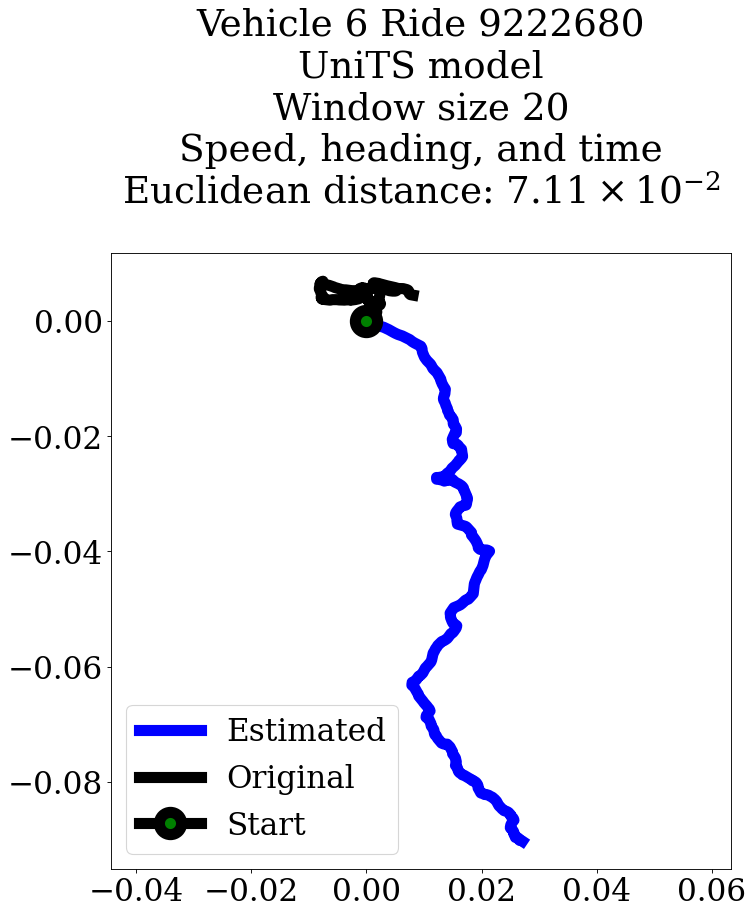 Vehicle 6 Ride 9222680
UniTS model
Window size 20
Speed, heading, and time
Euclidean distance: 7.11 × 10⁻²
0.00
−0.02
−0.04
−0.06
−0.08
Estimated
Original
Start
−0.04 −0.02 0.00 0.02 0.04 0.06